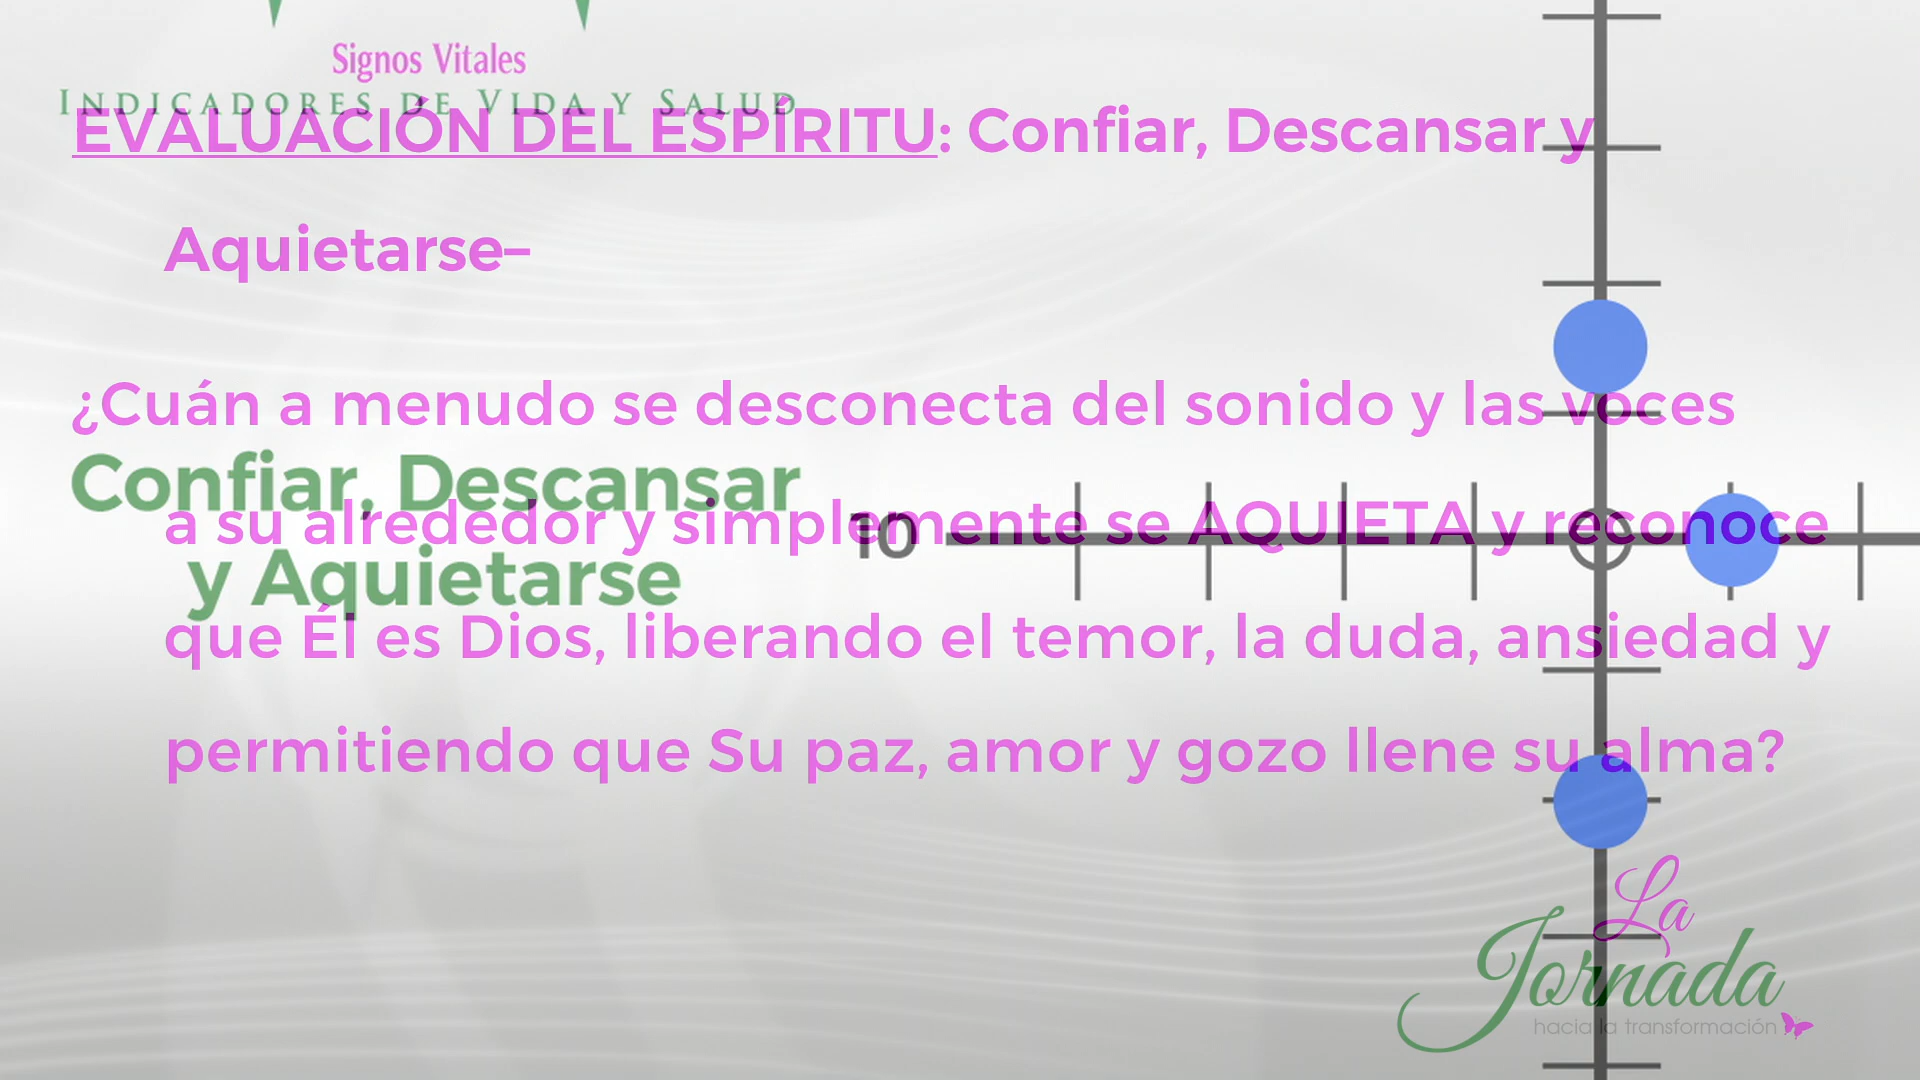 Signos Vitales
INDICADORES DE VIDA Y SALUD
EVALUACIÓN DEL ESPÍRITU: Confiar, Descansar y
Aquietarse–
¿Cuán a menudo se desconecta del sonido y las voces
a su alrededor y simplemente se AQUIETA y reconoce
que Él es Dios, liberando el temor, la duda, ansiedad y
permitiendo que Su paz, amor y gozo llene su alma?
Confiar, Descansar
y Aquietarse
10
La
Jornada
hacia la transformación